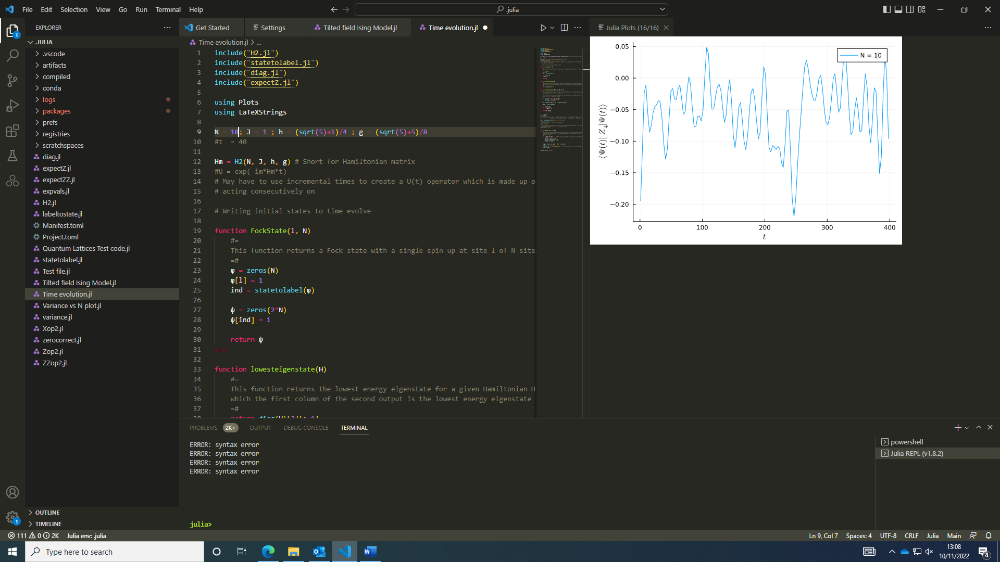 File Edit Selection View Go Run Terminal Help
.julia
EXPLORER
Get Started
Settings
Tilted field Ising Model.jl
Time evolution.jl
Julia Plots (16/16)
.JULIA
.vscode
artifacts
compiled
conda
logs
packages
prefs
registries
scratchspaces
diag.jl
expectZ.jl
expectZZ.jl
expvals.jl
H2.jl
labeltostate.jl
Manifest.toml
Project.toml
Quantum Lattices Test code.jl
statetolabel.jl
Test file.jl
Tilted field Ising Model.jl
Time evolution.jl
Variance vs N plot.jl
variance.jl
Xop2.jl
zerocorrect.jl
Zop2.jl
ZZop2.jl
OUTLINE
TIMELINE
Time evolution.jl > ...
1 include("H2.jl")
2 include("statetolabel.jl")
3 include("diag.jl")
4 include("expectZ.jl")
5
6 using Plots
7 using LaTeXStrings
8
9 N = 10; J = 1 ; h = (sqrt(5)+1)/4 ; g = (sqrt(5)+5)/8
10 #t  = 40
11
12 Hm = H2(N, J, h, g) # Short for Hamiltonian matrix
13 #U = exp(-im*Hm*t)
14 # May have to use incremental times to create a U(t) operator which is made up o
15 # acting consecutively on
16
17 # Writing initial states to time evolve
18
19 function FockState(l, N)
20 #=
21 This function returns a Fock state with a single spin up at site l of N site
22 =#
23 φ = zeros(N)
24 φ[l] = 1
25 ind = statetolabel(φ)
26
27 ψ = zeros(2^N)
28 ψ[ind] = 1
29
30 return ψ
31
32
33 function lowesteigenstate(H)
34 #=
35 This function returns the lowest energy eigenstate for a given Hamiltonian H
36 which the first column of the second output is the lowest energy eigenstate
37 =#
0.05
0.00
−0.05
−0.10
−0.15
−0.20
0 100 200 300 400
t
⟨Ψ(t)| Z₄|Ψ(t)⟩
N = 10
PROBLEMS 2K+ OUTPUT DEBUG CONSOLE TERMINAL
ERROR: syntax error
ERROR: syntax error
ERROR: syntax error
ERROR: syntax error
julia>
powershell
Julia REPL (v1.8.2)
111 0 2K Julia env: .julia
Ln 9, Col 7 Spaces: 4 UTF-8 CRLF Julia Main
Type here to search
13:08
10/11/2022
4